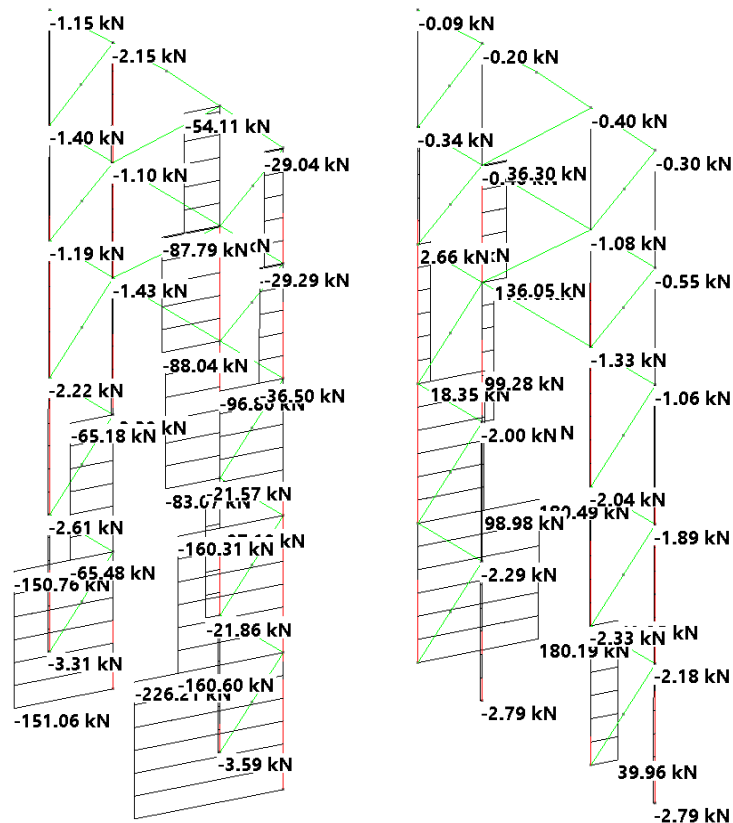 -1.15 kN
-2.15 kN
-1.40 kN
-54.11 kN
-1.10 kN
-29.04 kN
-1.19 kN
-87.79 kN
-1.43 kN
-29.29 kN
-88.04 kN
-2.22 kN
-36.50 kN
-65.18 kN
-21.57 kN
-2.61 kN
-160.31 kN
-150.76 kN
-65.48 kN
-21.86 kN
-3.31 kN
-160.60 kN
-151.06 kN
-3.59 kN
-0.09 kN
-0.20 kN
-0.40 kN
-0.34 kN
-0.30 kN
36.30 kN
-1.08 kN
2.66 kN
-0.55 kN
136.05 kN
-1.33 kN
99.28 kN
18.35 kN
-1.06 kN
-2.00 kN
-2.04 kN
98.98 kN
-1.89 kN
-2.29 kN
-2.33 kN
180.19 kN
-2.18 kN
-2.79 kN
39.96 kN
-2.79 kN